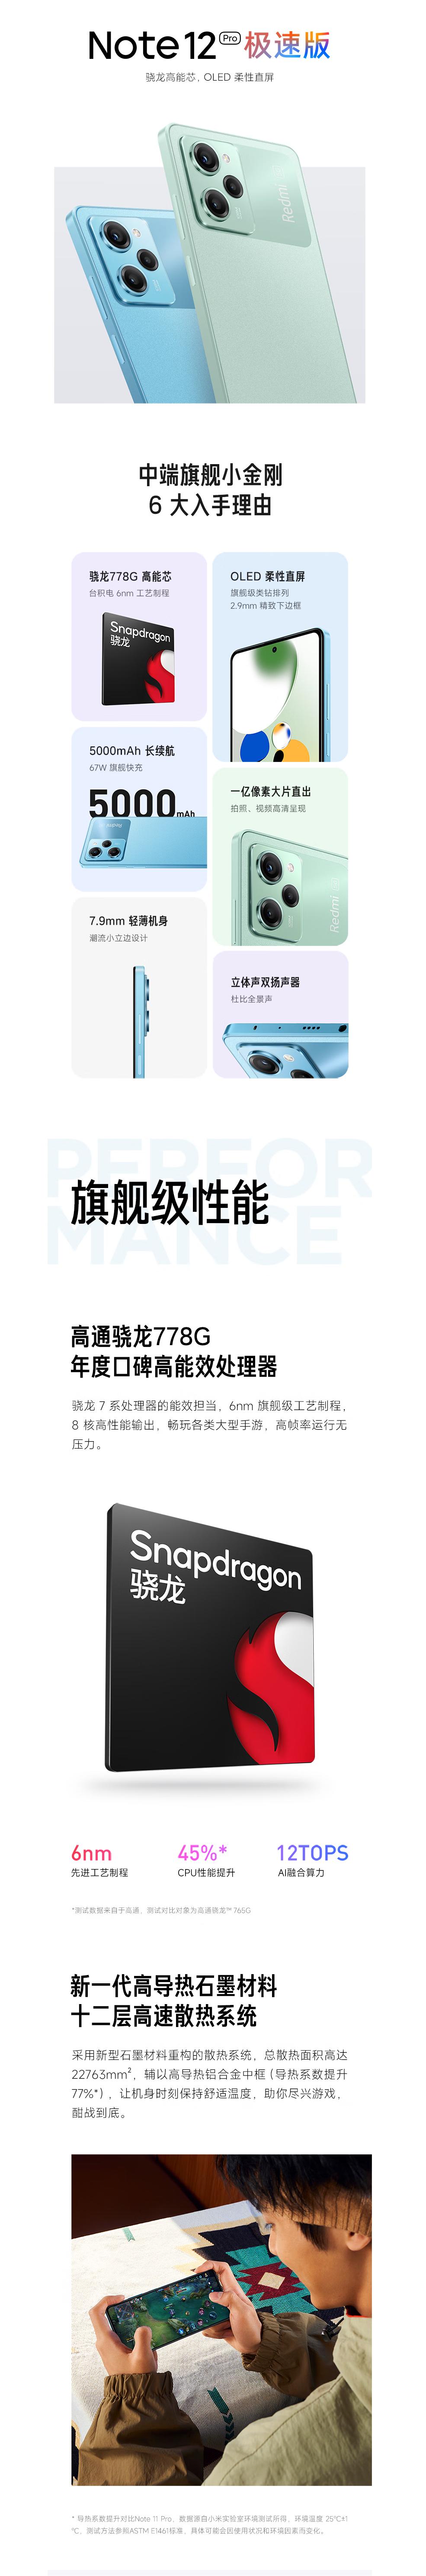 Note 12 Pro 极速版
骁龙高能芯，OLED 柔性直屏
Redmi
中端旗舰小金刚
6 大入手理由
骁龙778G 高能芯
台积电 6nm 工艺制程
Snapdragon
骁龙
OLED 柔性直屏
旗舰级类钻排列
2.9mm 精致下边框
5000mAh 长续航
67W 旗舰快充
5000mAh
一亿像素大片直出
拍照、视频高清呈现
Redmi
7.9mm 轻薄机身
潮流小立边设计
立体声双扬声器
杜比全景声
PERFOR
MANCE
旗舰级性能
高通骁龙778G
年度口碑高能效处理器
骁龙 7 系处理器的能效担当，6nm 旗舰级工艺制程，
8 核高性能输出，畅玩各类大型手游，高帧率运行无
压力。
Snapdragon
骁龙
6nm
先进工艺制程
45%*
CPU性能提升
12TOPS
AI融合算力
*测试数据来自于高通，测试对比对象为高通骁龙™ 765G
新一代高导热石墨材料
十二层高速散热系统
采用新型石墨材料重构的散热系统，总散热面积高达
22763mm²，辅以高导热铝合金中框（导热系数提升
77%*），让机身时刻保持舒适温度，助你尽兴游戏，
酣战到底。
* 导热系数提升对比Note 11 Pro，数据源自小米实验室环境测试所得，环境温度 25℃±1
℃，测试方法参照ASTM E1461标准，具体可能会因使用状况和环境因素而变化。